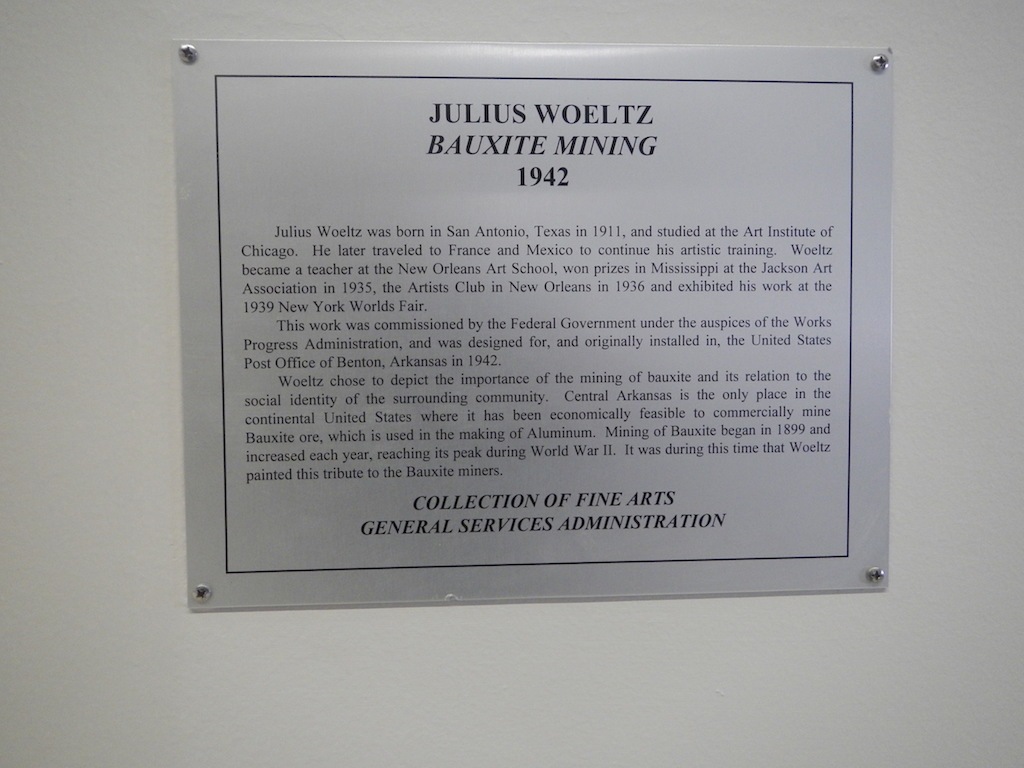 JULIUS WOELTZ
BAUXITE MINING
1942
Julius Woeltz was born in San Antonio, Texas in 1911, and studied at the Art Institute of
Chicago. He later traveled to France and Mexico to continue his artistic training. Woeltz
became a teacher at the New Orleans Art School, won prizes in Mississippi at the Jackson Art
Association in 1935, the Artists Club in New Orleans in 1936 and exhibited his work at the
1939 New York Worlds Fair.
This work was commissioned by the Federal Government under the auspices of the Works
Progress Administration, and was designed for, and originally installed in, the United States
Post Office of Benton, Arkansas in 1942.
Woeltz chose to depict the importance of the mining of bauxite and its relation to the
social identity of the surrounding community. Central Arkansas is the only place in the
continental United States where it has been economically feasible to commercially mine
Bauxite ore, which is used in the making of Aluminum. Mining of Bauxite began in 1899 and
increased each year, reaching its peak during World War II. It was during this time that Woeltz
painted this tribute to the Bauxite miners.
COLLECTION OF FINE ARTS
GENERAL SERVICES ADMINISTRATION